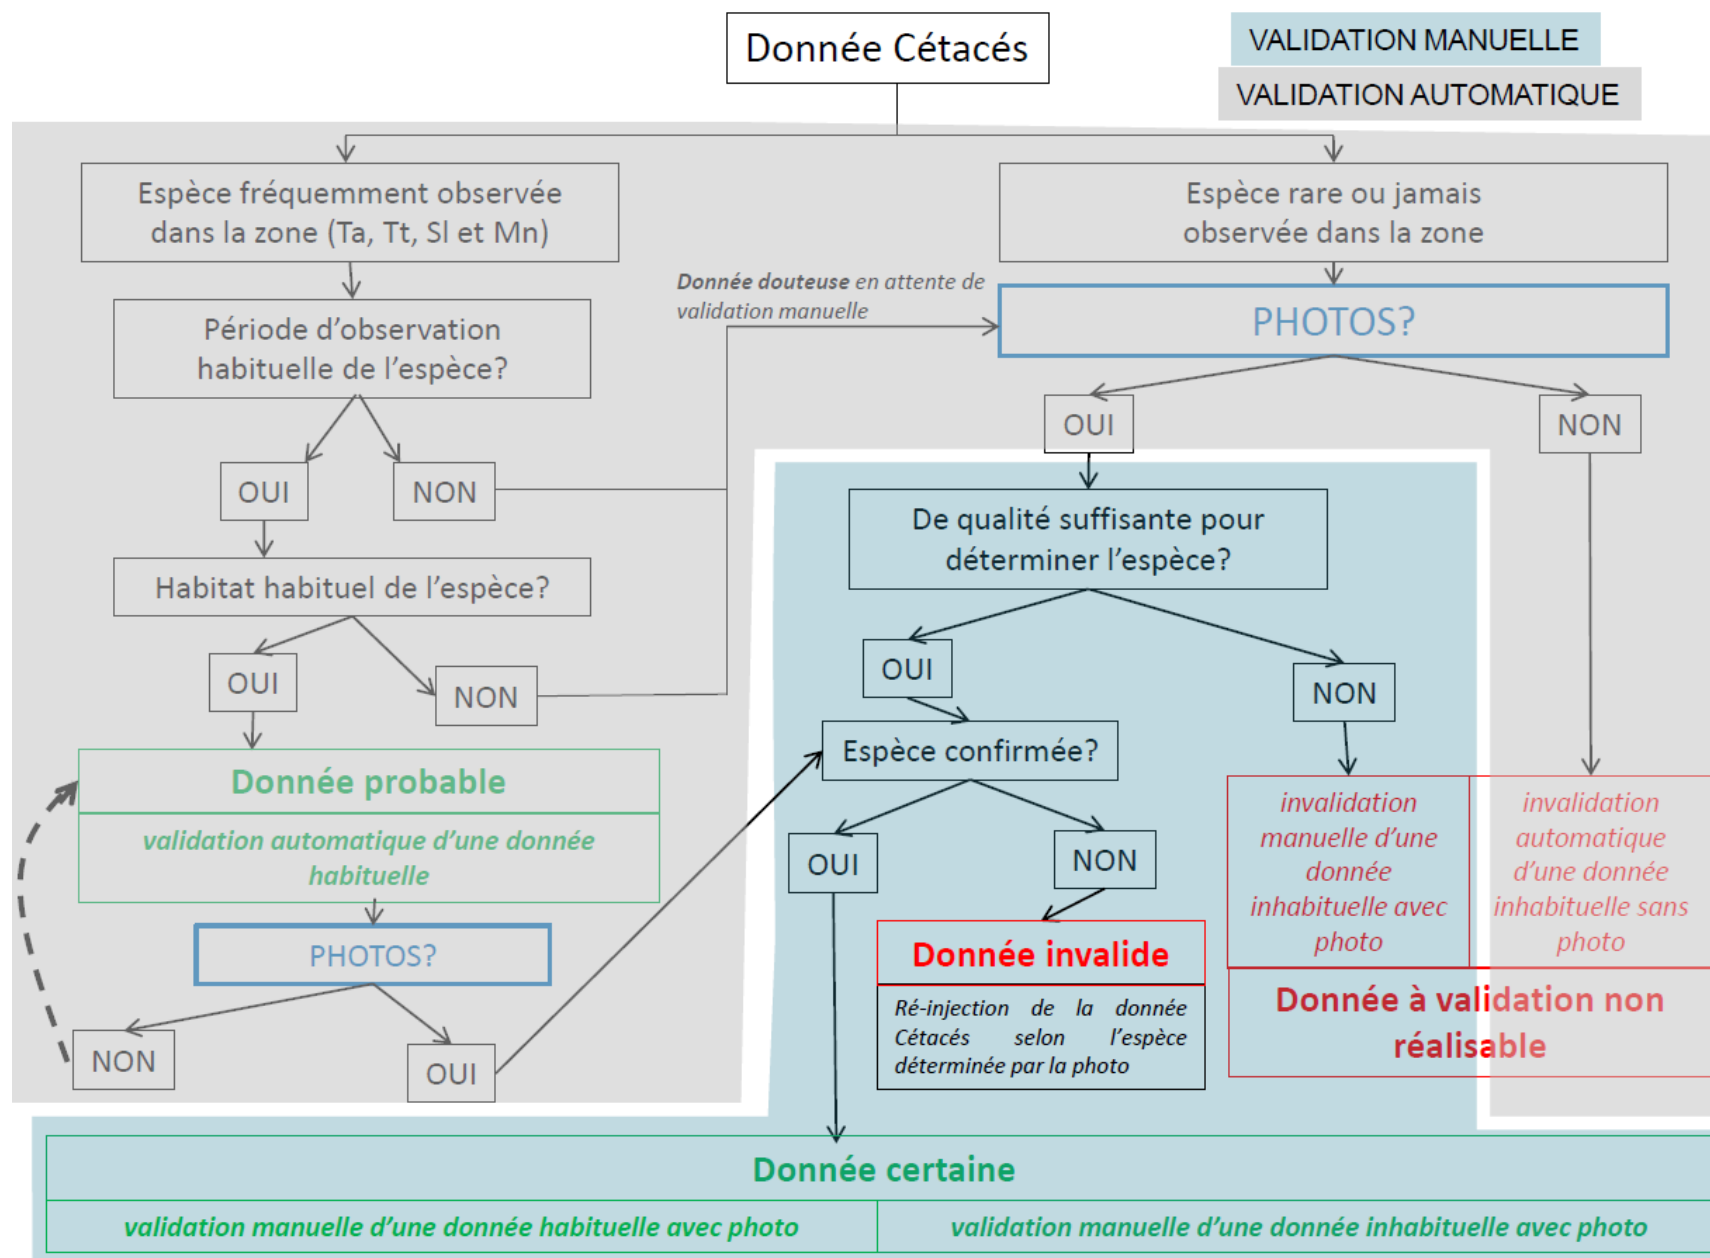 Donnée Cétacés
VALIDATION MANUELLE
VALIDATION AUTOMATIQUE
Espèce fréquemment observée
dans la zone (Ta, Tt, Sl et Mn)
Espèce rare ou jamais
observée dans la zone
Donnée douteuse en attente de
validation manuelle
Période d'observation
habituelle de l'espèce?
PHOTOS?
OUI
NON
OUI
NON
De qualité suffisante pour
déterminer l'espèce?
Habitat habituel de l'espèce?
OUI
NON
OUI
NON
Espèce confirmée?
Donnée probable
validation automatique d'une donnée
habituelle
OUI
NON
invalidation
manuelle d'une
donnée
inhabituelle avec
photo
invalidation
automatique
d'une donnée
inhabituelle sans
photo
PHOTOS?
Donnée invalide
Ré-injection de la donnée
Cétacés selon l'espèce
déterminée par la photo
Donnée à validation non
réalisable
NON
OUI
Donnée certaine
validation manuelle d'une donnée habituelle avec photo
validation manuelle d'une donnée inhabituelle avec photo